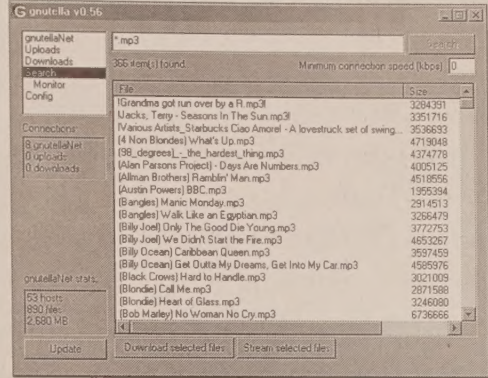 gnutella v0.56
gnutellaNet
Uploads
Downloads
Search
Monitor
Config
*.mp3
Search
366 item(s) found.
Minimum connection speed (kbps): 0
File Size
!Grandma got run over by a R.mp3! 3284391
!Jacks, Terry - Seasons In The Sun.mp3! 3351716
!Various Artists_Starbucks Ciao Amore! - A lovestruck set of swing... 3536693
(4 Non Blondes) What's Up.mp3 4719048
(98_degrees)_-_the_hardest_thing.mp3 4374778
(Alan Parsons Project) - Days Are Numbers.mp3 4005125
(Allman Brothers) Ramblin' Man.mp3 4518556
(Austin Powers) BBC.mp3 1955394
(Bangles) Manic Monday.mp3 2914513
(Bangles) Walk Like an Egyptian.mp3 3266479
(Billy Joel) Only The Good Die Young.mp3 3772753
(Billy Joel) We Didn't Start the Fire.mp3 4653267
(Billy Ocean) Caribbean Queen.mp3 3597459
(Billy Ocean) Get Outta My Dreams, Get Into My Car.mp3 4585976
(Black Crows) Hard to Handle.mp3 3021009
(Blondie) Call Me.mp3 2871588
(Blondie) Heart of Glass.mp3 3246080
(Bob Marley) No Woman No Cry.mp3 6736666
Connections:
8 gnutellaNet
0 uploads
0 downloads
gnutellaNet stats:
53 hosts
890 files
2,680 MB
Update
Download selected files
Stream selected files